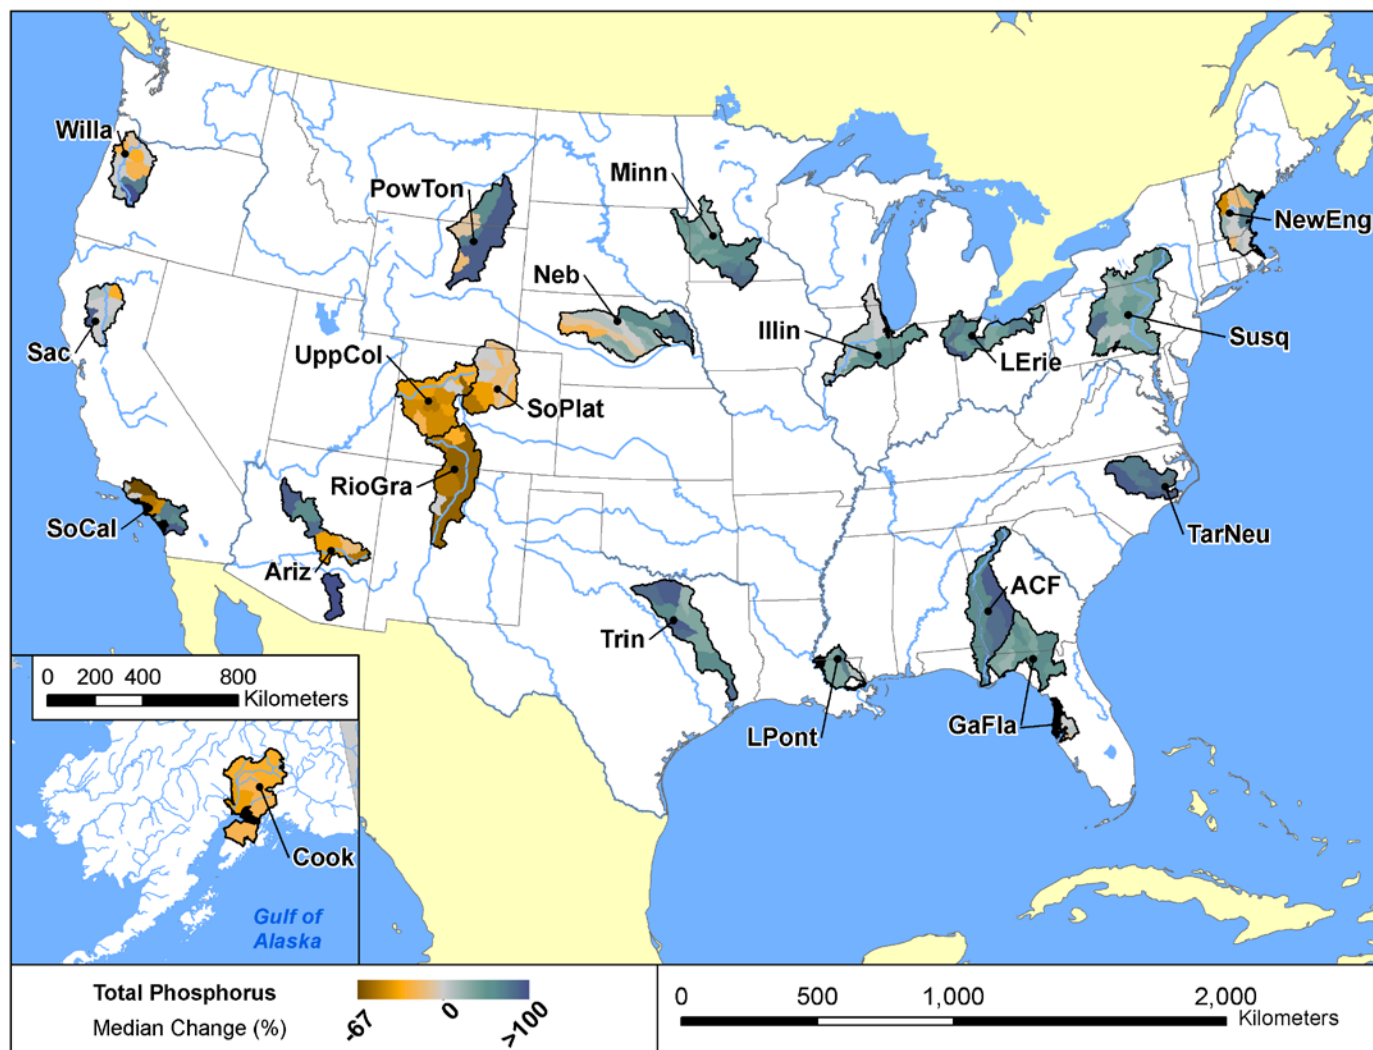 Willa
PowTon
Minn
NewEng
Neb
Illin
Susq
Sac
UppCol
LErie
SoPlat
RioGra
SoCal
TarNeu
Ariz
ACF
Trin
LPont
GaFla
0 200 400 800
Kilometers
Cook
Gulf of
Alaska
Total Phosphorus
Median Change (%)
-67 0 >100
0 500 1,000 2,000
Kilometers